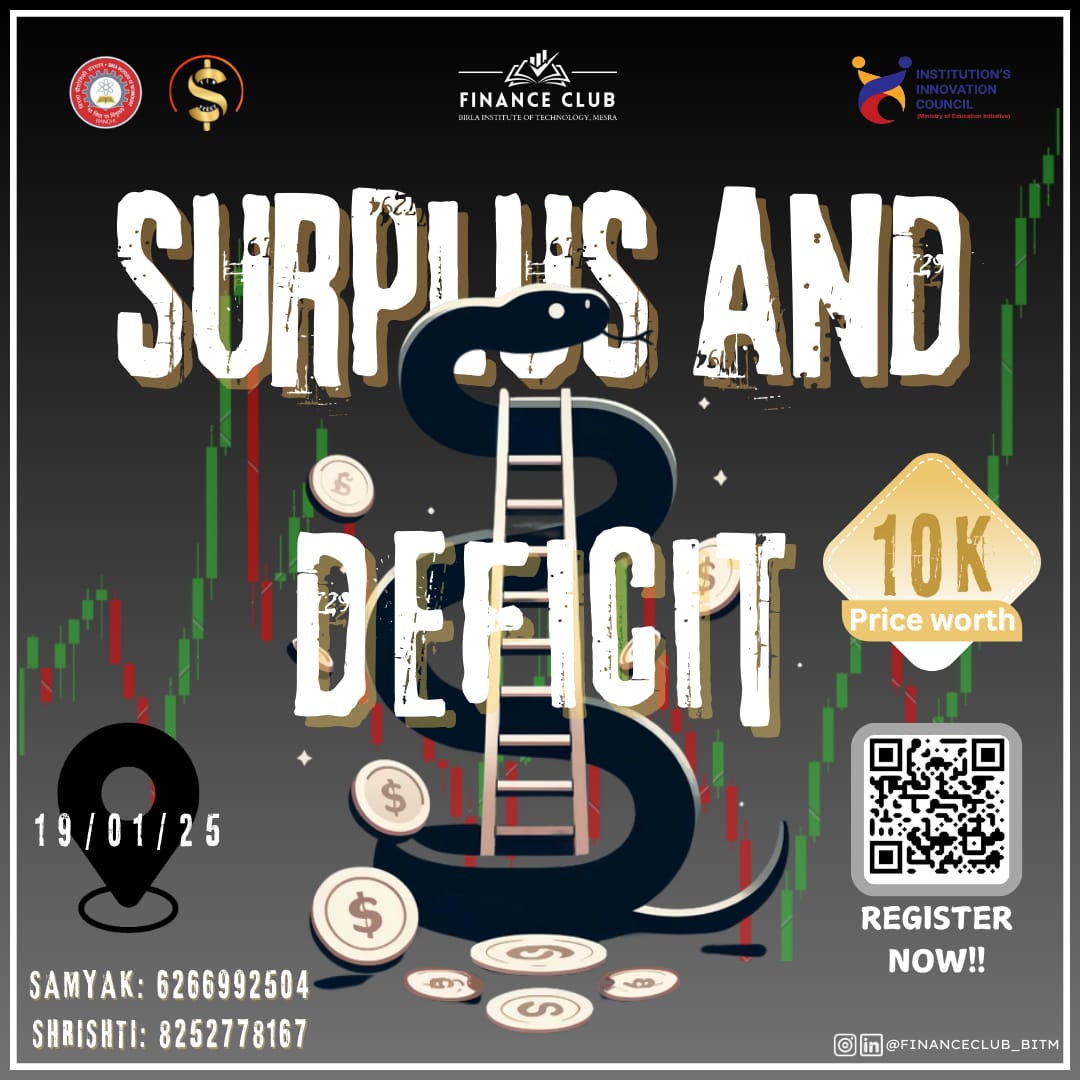 FINANCE CLUB
BIRLA INSTITUTE OF TECHNOLOGY, MESRA
INSTITUTION'S
INNOVATION
COUNCIL
(Ministry of Education Initiative)
SURPLUS AND
DEFICIT
10K
Price worth
19/01/25
REGISTER
NOW!!
SAMYAK: 6266992504
SHRISHTI: 8252778167
@FINANCECLUB_BITM